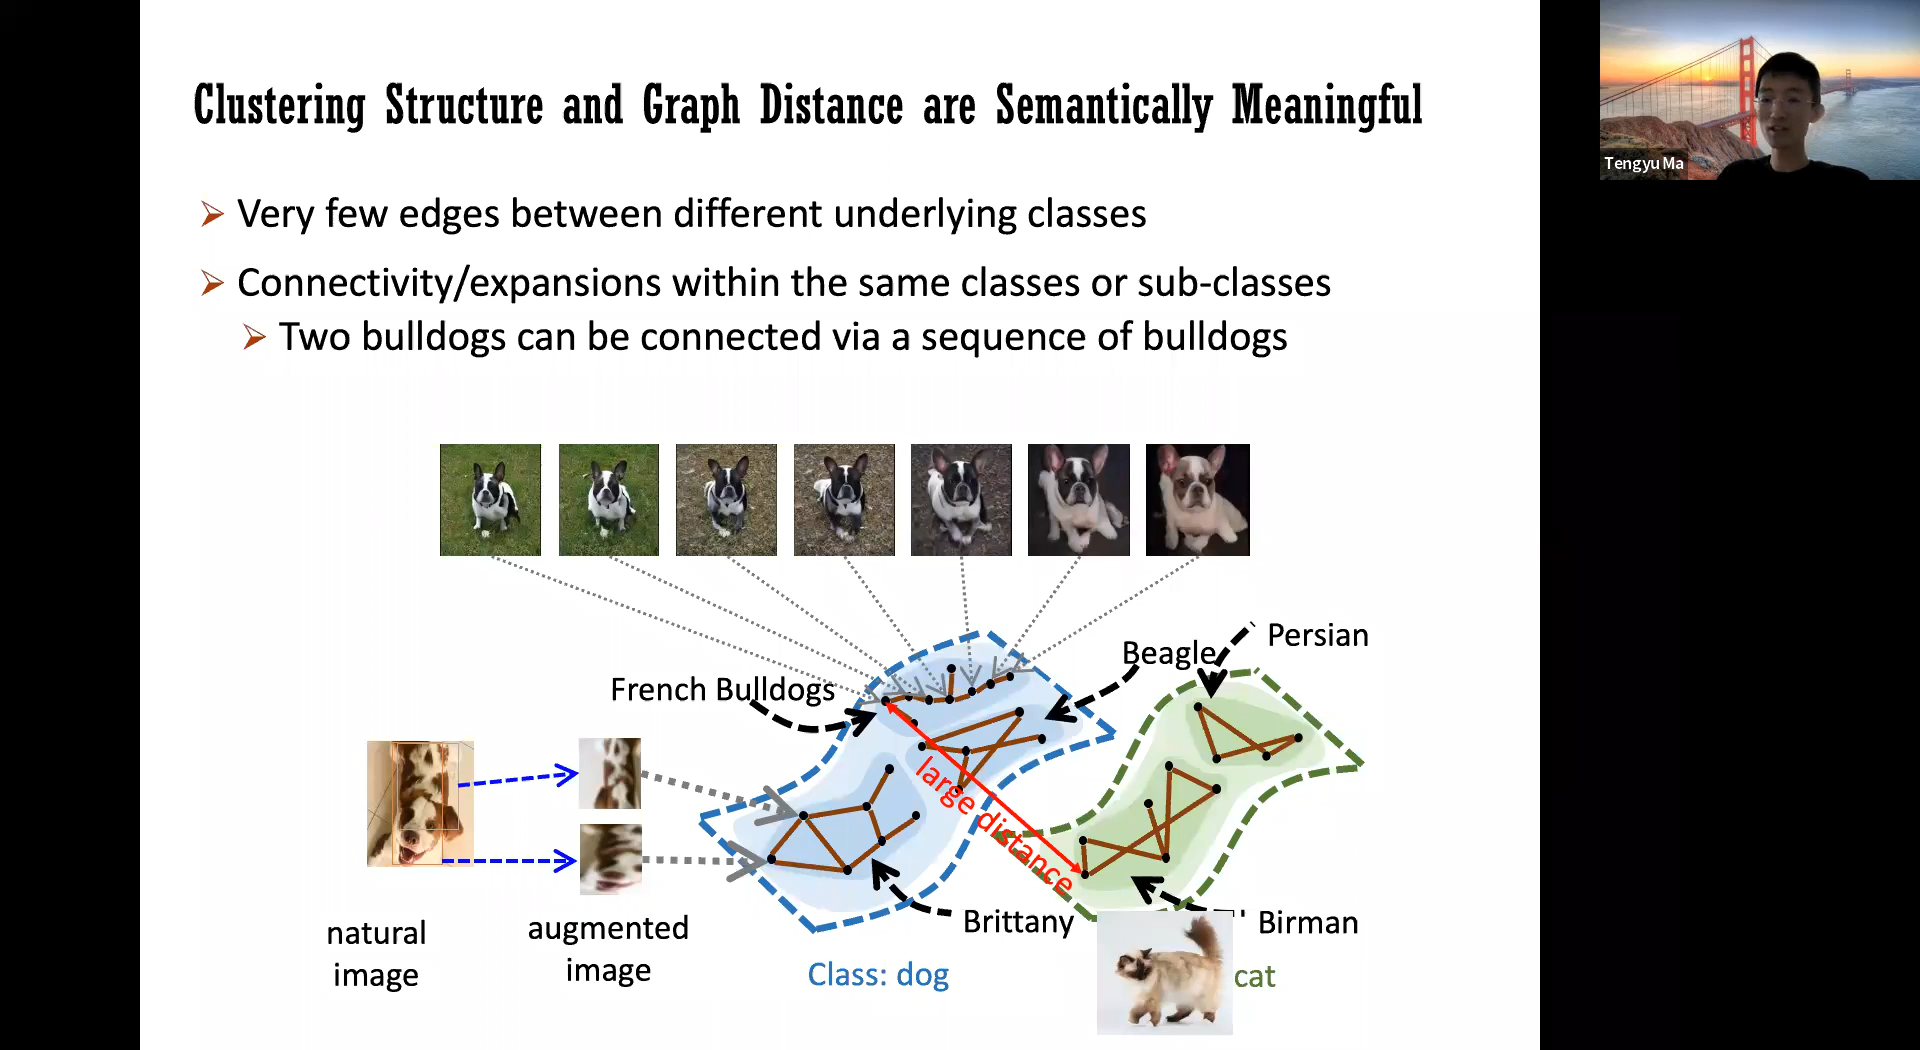 Clustering Structure and Graph Distance are Semantically Meaningful
Tengyu Ma
Very few edges between different underlying classes
Connectivity/expansions within the same classes or sub-classes
Two bulldogs can be connected via a sequence of bulldogs
Persian
Beagle
French Bulldogs
large distance
Brittany
Birman
natural
image
augmented
image
Class: dog
cat